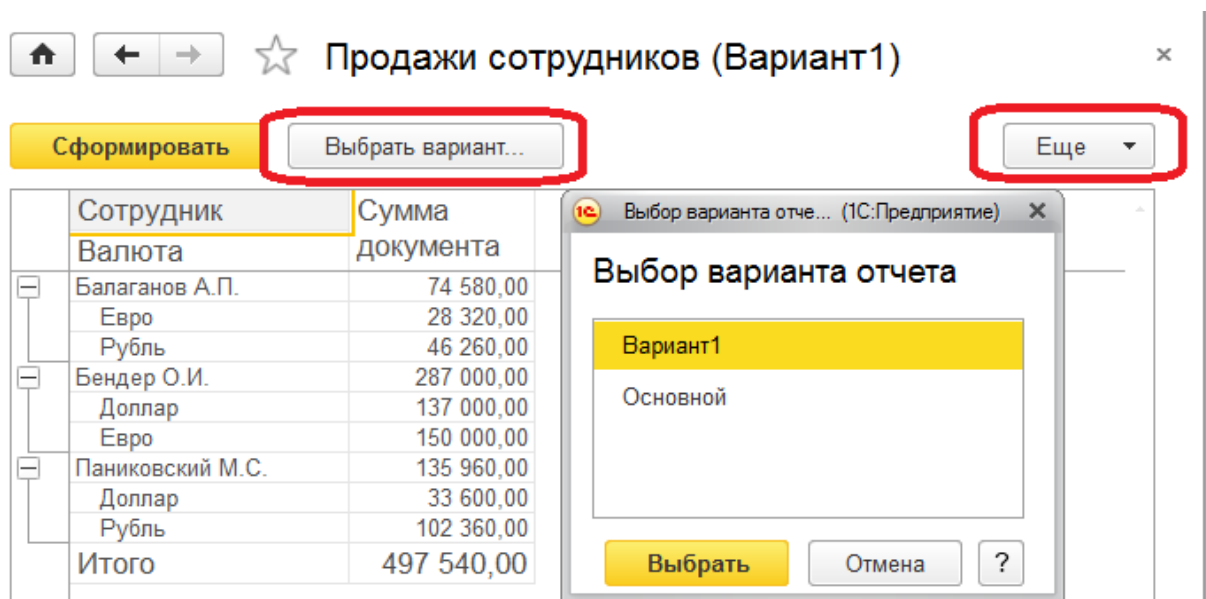 Продажи сотрудников (Вариант1)
×
Сформировать
Выбрать вариант...
Еще
Сотрудник
Сумма документа
Валюта
Балаганов А.П. 74 580,00
Евро 28 320,00
Рубль 46 260,00
Бендер О.И. 287 000,00
Доллар 137 000,00
Евро 150 000,00
Паниковский М.С. 135 960,00
Доллар 33 600,00
Рубль 102 360,00
Итого 497 540,00
1С Выбор варианта отче... (1С:Предприятие) ×
Выбор варианта отчета
Вариант1
Основной
Выбрать Отмена ?